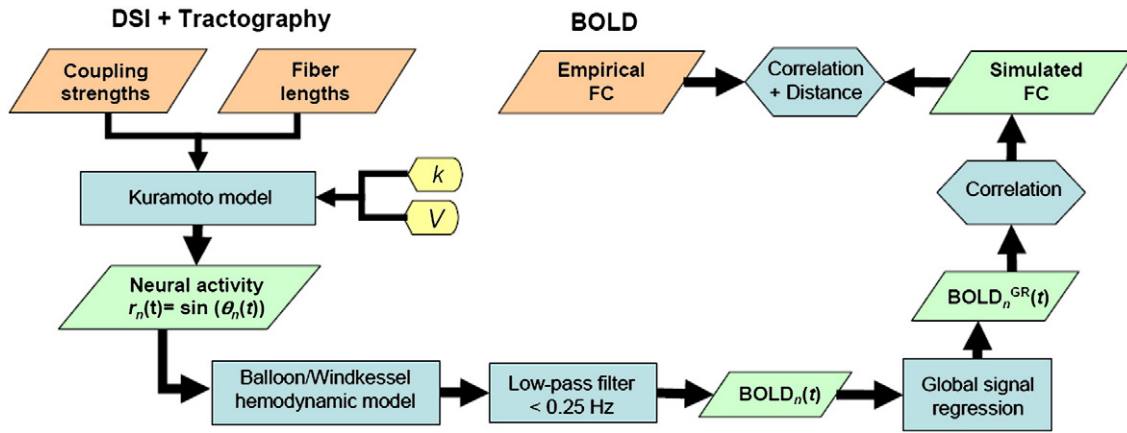 DSI + Tractography
BOLD
Coupling
strengths
Fiber
lengths
Empirical
FC
Correlation
+ Distance
Simulated
FC
Kuramoto model
k
V
Correlation
Neural activity
rₙ(t)= sin (θₙ(t))
BOLDₙᴳᴿ(t)
Balloon/Windkessel
hemodynamic model
Low-pass filter
< 0.25 Hz
BOLDₙ(t)
Global signal
regression